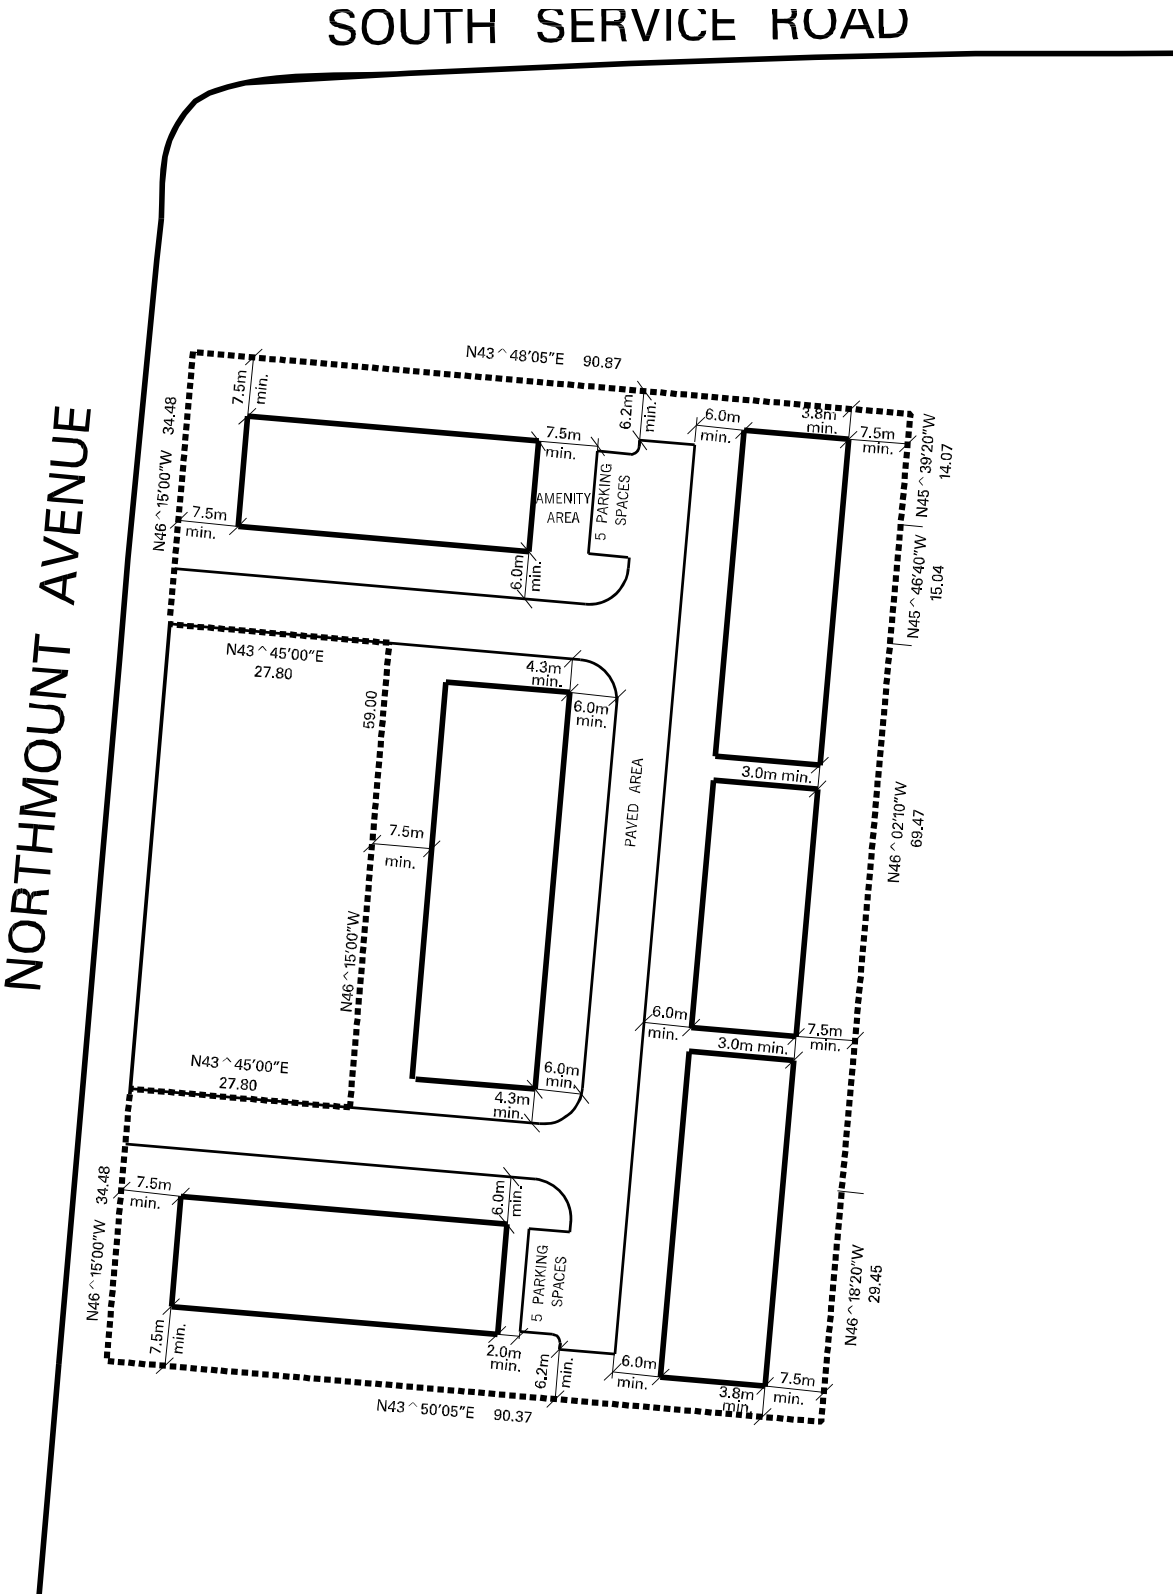 SOUTH SERVICE ROAD
NORTHMOUNT AVENUE
N43^48'05"E 90.87
34.48
N46^15'00"W
7.5m
min.
7.5m
min.
7.5m
min.
6.2m
min.
6.0m
min.
3.8m
min.
7.5m
min.
N45^39'20"W
14.07
AMENITY
AREA
5 PARKING
SPACES
6.0m
min.
N45^46'40"W
15.04
N43^45'00"E
27.80
59.00
4.3m
min.
6.0m
min.
3.0m min.
PAVED AREA
7.5m
min.
N46^02'10"W
69.47
N46^15'00"W
6.0m
min.
7.5m
min.
3.0m min.
N43^45'00"E
27.80
6.0m
min.
4.3m
min.
34.48
N46^15'00"W
7.5m
min.
6.0m
min.
5 PARKING
SPACES
N46^18'20"W
29.45
7.5m
min.
2.0m
min.
6.2m
min.
6.0m
min.
3.8m
min.
7.5m
min.
N43^50'05"E 90.37